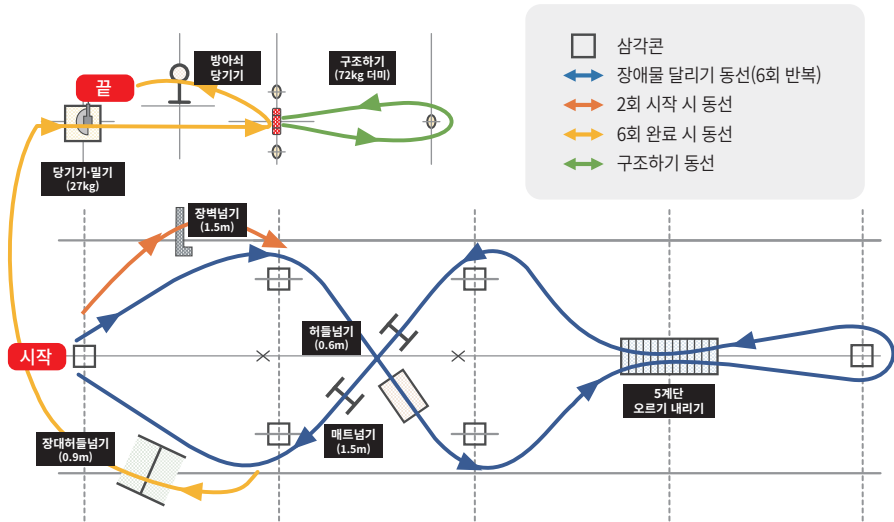 끝
방아쇠
당기기
구조하기
(72kg 더미)
당기기·밀기
(27kg)
삼각콘
장애물 달리기 동선(6회 반복)
2회 시작 시 동선
6회 완료 시 동선
구조하기 동선
장벽넘기
(1.5m)
허들넘기
(0.6m)
시작
5계단
오르기 내리기
매트넘기
(1.5m)
장대허들넘기
(0.9m)